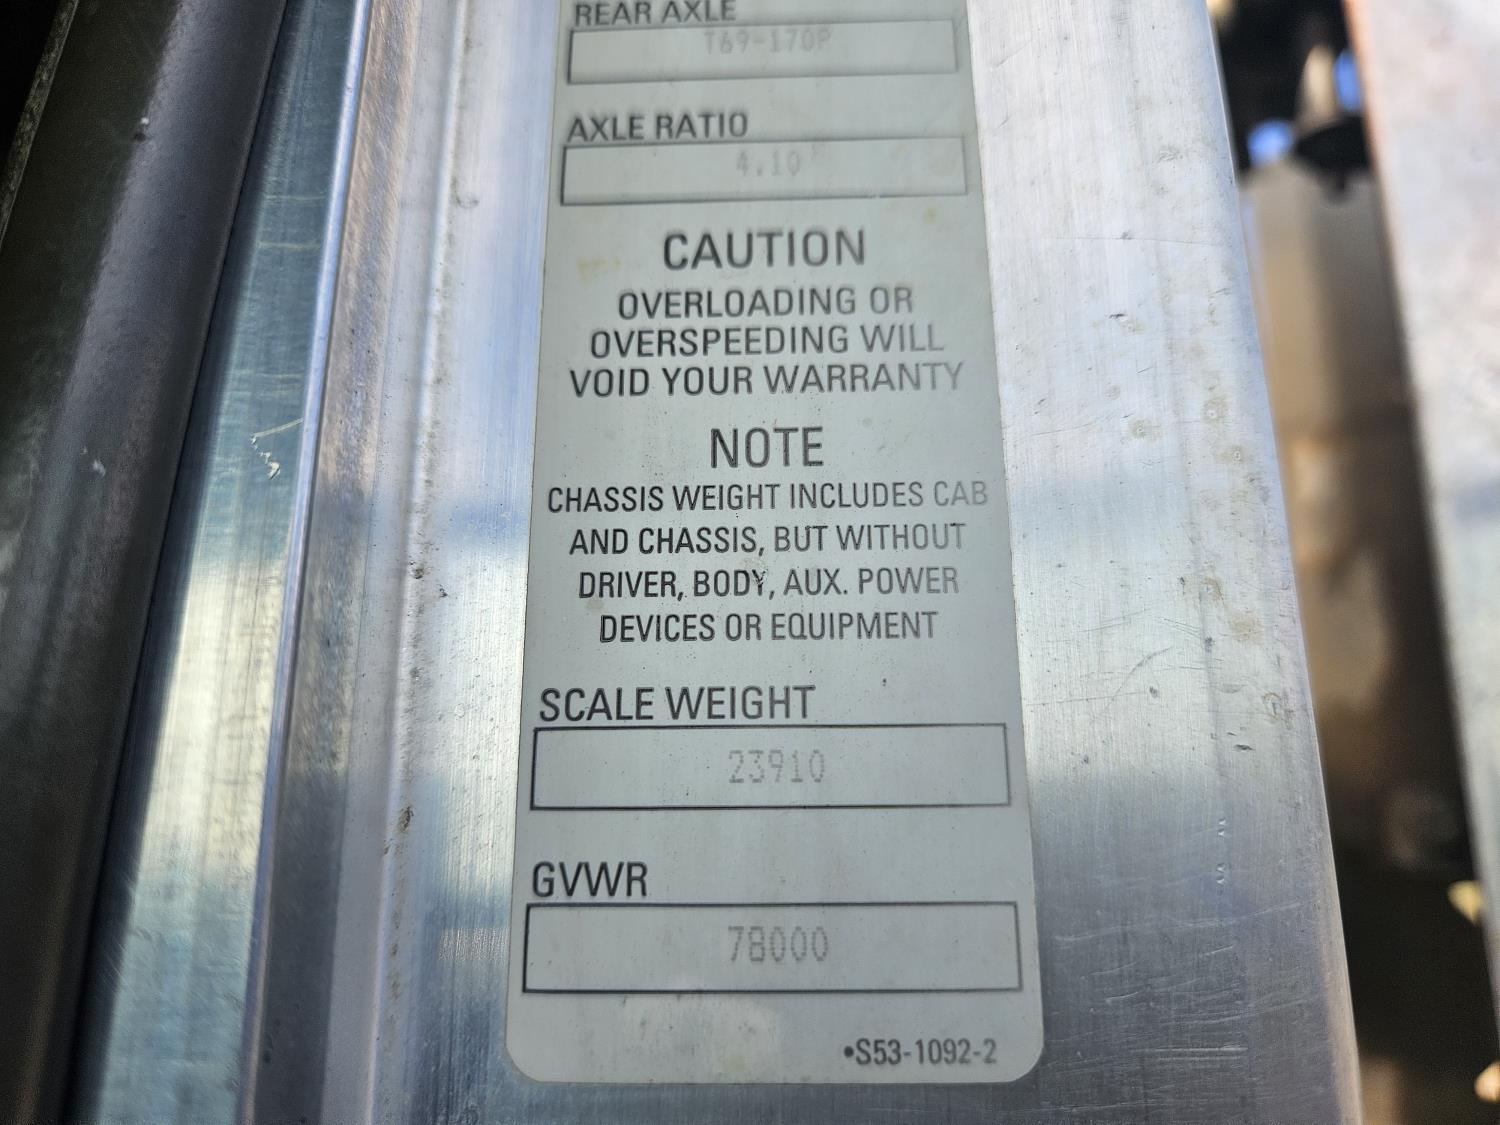 REAR AXLE
T69-170P
AXLE RATIO
4.10
CAUTION
OVERLOADING OR
OVERSPEEDING WILL
VOID YOUR WARRANTY
NOTE
CHASSIS WEIGHT INCLUDES CAB
AND CHASSIS, BUT WITHOUT
DRIVER, BODY, AUX. POWER
DEVICES OR EQUIPMENT
SCALE WEIGHT
23910
GVWR
78000
•S53-1092-2